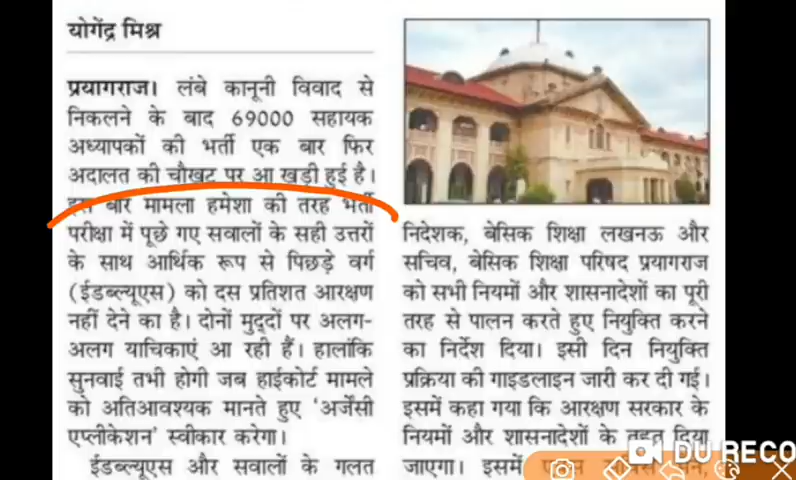 योगेंद्र मिश्र
प्रयागराज। लंबे कानूनी विवाद से
निकलने के बाद 69000 सहायक
अध्यापकों की भर्ती एक बार फिर
अदालत की चौखट पर आ खड़ी हुई है।
इस बार मामला हमेशा की तरह भर्ती
परीक्षा में पूछे गए सवालों के सही उत्तरों
के साथ आर्थिक रूप से पिछड़े वर्ग
(ईडब्ल्यूएस) को दस प्रतिशत आरक्षण
नहीं देने का है। दोनों मुद्दों पर अलग-
अलग याचिकाएं आ रही हैं। हालांकि
सुनवाई तभी होगी जब हाईकोर्ट मामले
को अतिआवश्यक मानते हुए ‘अर्जेंसी
एप्लीकेशन’ स्वीकार करेगा।
ईडब्ल्यूएस और सवालों के गलत
निदेशक, बेसिक शिक्षा लखनऊ और
सचिव, बेसिक शिक्षा परिषद प्रयागराज
को सभी नियमों और शासनादेशों का पूरी
तरह से पालन करते हुए नियुक्ति करने
का निर्देश दिया। इसी दिन नियुक्ति
प्रक्रिया की गाइडलाइन जारी कर दी गई।
इसमें कहा गया कि आरक्षण सरकार के
नियमों और शासनादेशों के तहत दिया
जाएगा। इसमें
DU RECO